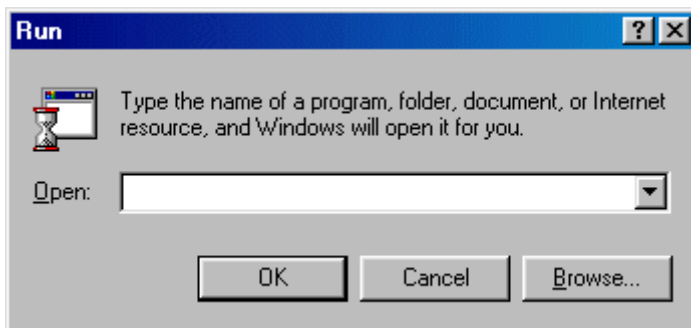 Run
Type the name of a program, folder, document, or Internet
resource, and Windows will open it for you.
Open:
OK Cancel Browse...